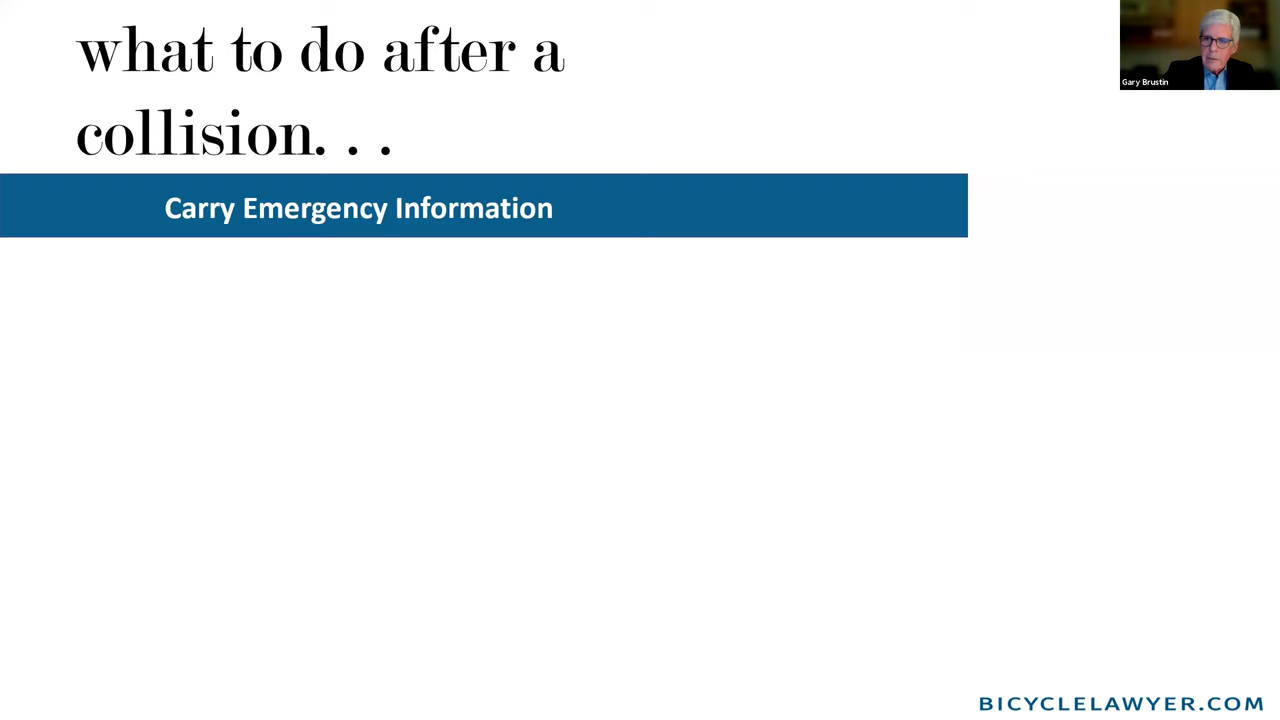 what to do after a
collision. . .
Gary Brustin
Carry Emergency Information
BICYCLELAWYER.COM